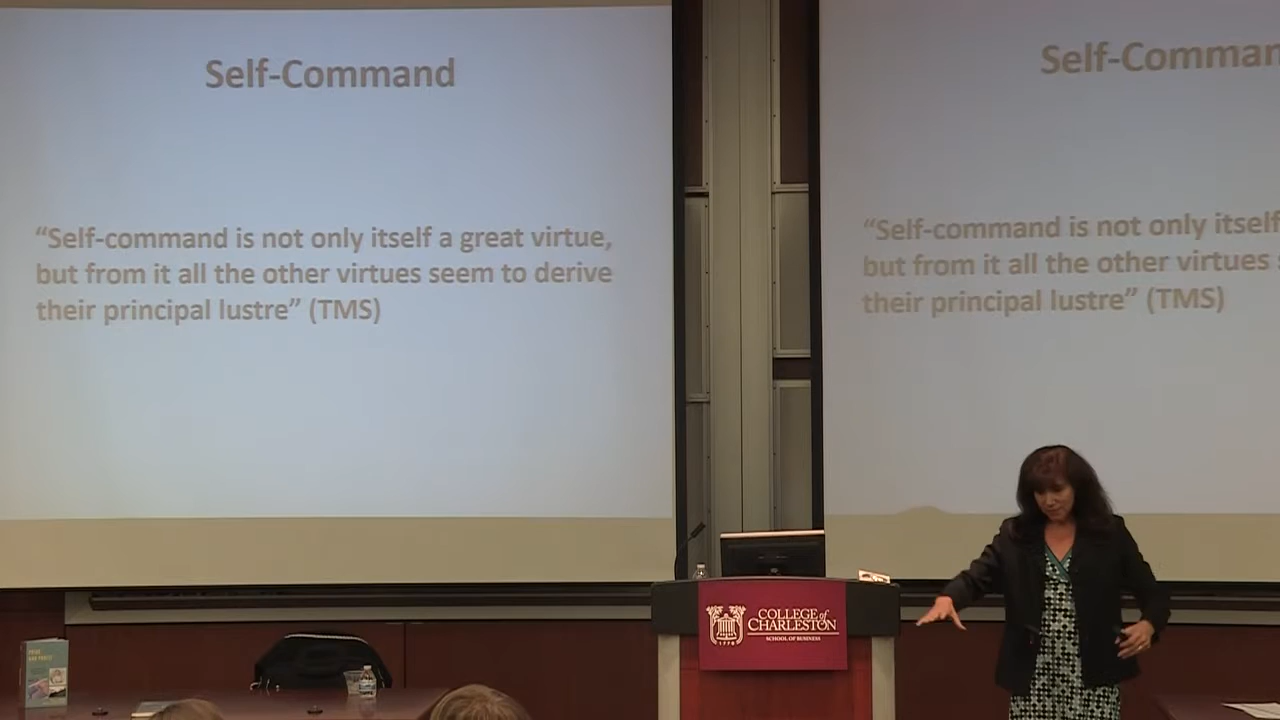 Self-Command
“Self-command is not only itself a great virtue,
but from it all the other virtues seem to derive
their principal lustre” (TMS)
Self-Comman
“Self-command is not only itself
but from it all the other virtues s
their principal lustre” (TMS)
COLLEGE of
CHARLESTON
SCHOOL OF BUSINESS
1770